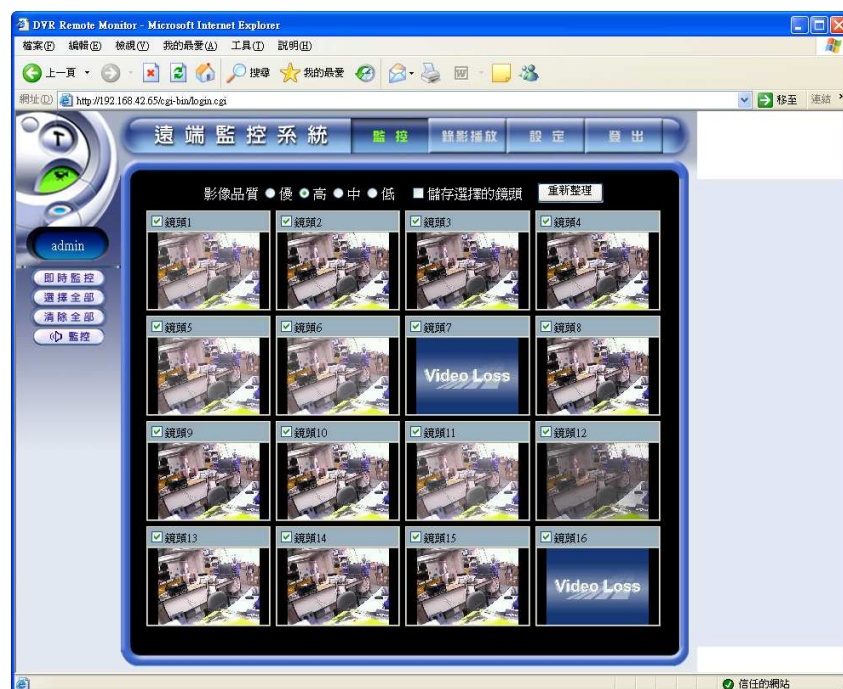 DVR Remote Monitor - Microsoft Internet Explorer
檔案(F) 編輯(E) 檢視(V) 我的最愛(A) 工具(T) 說明(H)
上一頁 搜尋 我的最愛
網址(D) http://192.168.42.65/cgi-bin/login.cgi 移至 連結
遠端監控系統 監控 錄影播放 設定 登出
影像品質 優 高 中 低 儲存選擇的鏡頭 重新整理
admin
即時監控
選擇全部
清除全部
監控
鏡頭1 鏡頭2 鏡頭3 鏡頭4
鏡頭5 鏡頭6 鏡頭7 鏡頭8
Video Loss
鏡頭9 鏡頭10 鏡頭11 鏡頭12
鏡頭13 鏡頭14 鏡頭15 鏡頭16
Video Loss
信任的網站